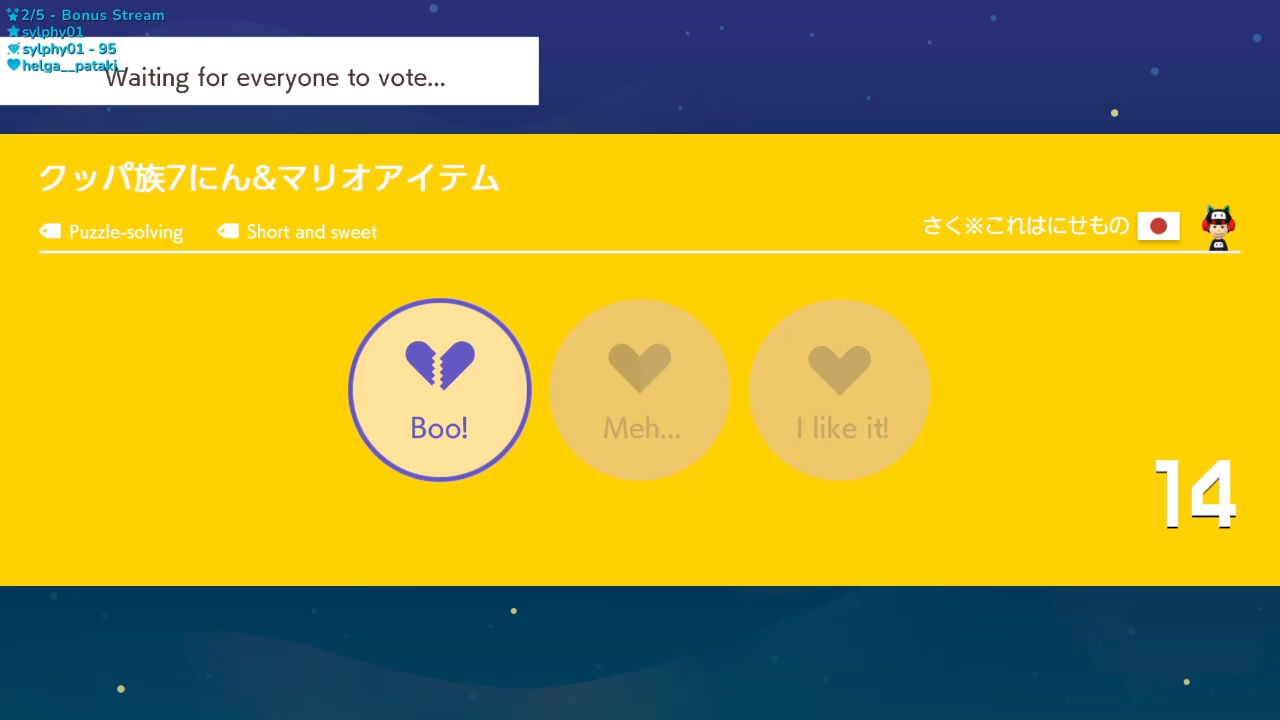 2/5 - Bonus Stream
sylphy01
sylphy01 - 95
helga__pataki_
Waiting for everyone to vote...
クッパ族7にん&マリオアイテム
Puzzle-solving
Short and sweet
さく※これはにせもの
Boo!
Meh...
I like it!
14